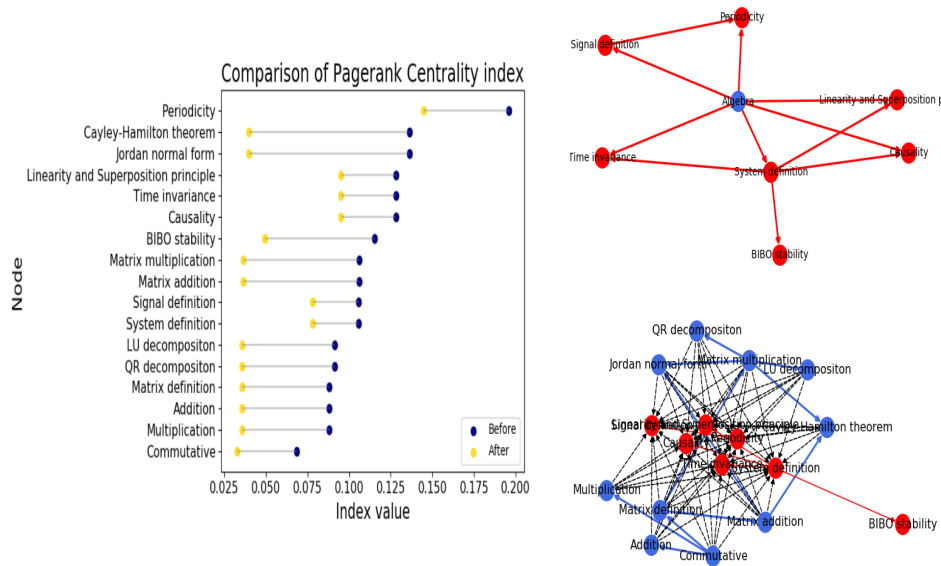 Comparison of Pagerank Centrality index
Node
Periodicity
Cayley-Hamilton theorem
Jordan normal form
Linearity and Superposition principle
Time invariance
Causality
BIBO stability
Matrix multiplication
Matrix addition
Signal definition
System definition
LU decompositon
QR decompositon
Matrix definition
Addition
Multiplication
Commutative
Before
After
0.025 0.050 0.075 0.100 0.125 0.150 0.175 0.200
Index value
Periodicity
Signal definition
Algebra
Linearity and Superposition p
Time invariance
Causality
System definition
BIBO stability
QR decompositon
Jordan normal form
Matrix multiplication
LU decompositon
Cayley-Hamilton theorem
Periodicity
Time invariance
System definition
Multiplication
Matrix definition
Matrix addition
BIBO stability
Addition
Commutative